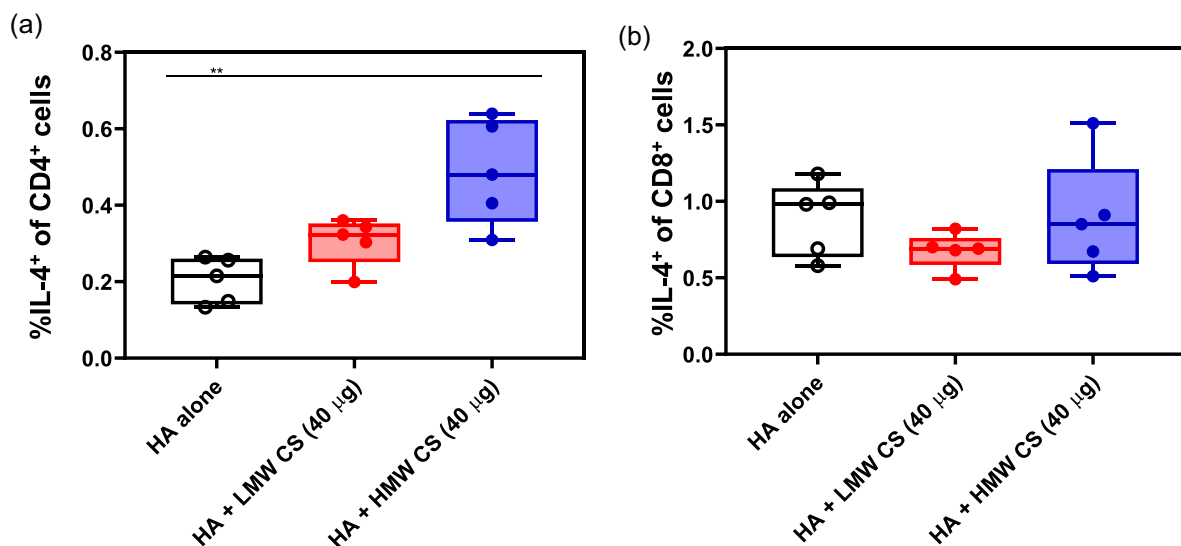 (a)
%IL-4⁺ of CD4⁺ cells
0.8
0.6
0.4
0.2
0.0
**
HA alone
HA + LMW CS (40 μg)
HA + HMW CS (40 μg)
(b)
%IL-4⁺ of CD8⁺ cells
2.0
1.5
1.0
0.5
0.0
HA alone
HA + LMW CS (40 μg)
HA + HMW CS (40 μg)